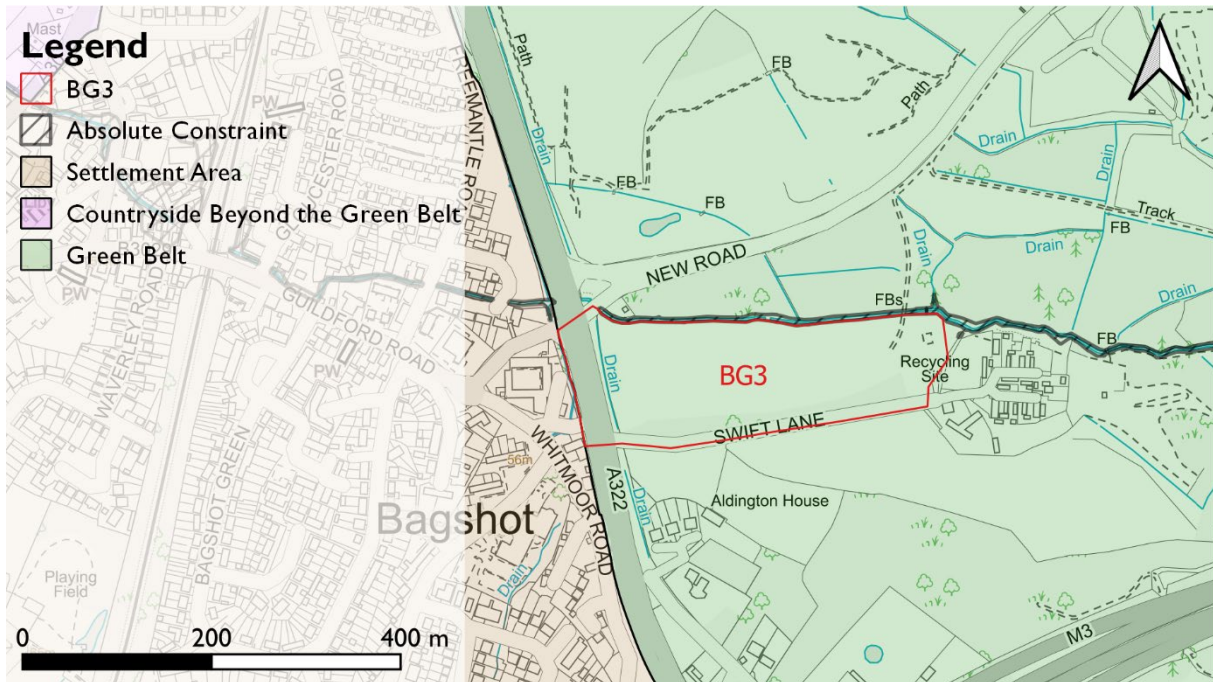 Legend
BG3
Absolute Constraint
Settlement Area
Countryside Beyond the Green Belt
Green Belt
0 200 400 m
Mast
PW
GLOUCESTER ROAD
FREEMANTLE ROAD
Path
Drain
FB
Path
Drain
Drain
FB
FB
Track
FB
Drain
Drain
NEW ROAD
PW
WAVERLEY ROAD
PW
GUILDFORD ROAD
FBs
FB
Drain
BG3
Recycling
Site
SWIFT LANE
BAGSHOT GREEN
56m
WHITMOOR ROAD
A322
Drain
Aldington House
Bagshot
Drain
Playing
Field
M3